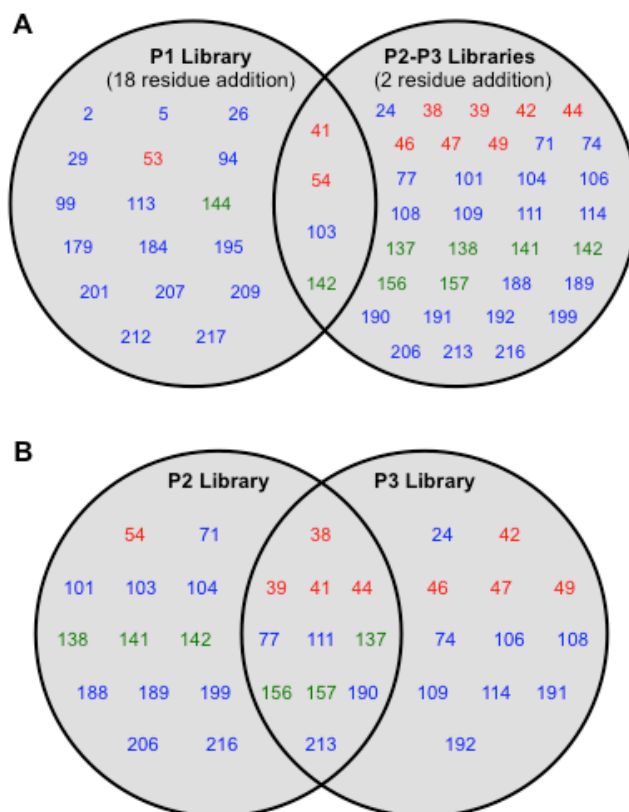 A
P1 Library
(18 residue addition)
P2-P3 Libraries
(2 residue addition)
2 5 26
29 53 94
99 113 144
179 184 195
201 207 209
212 217
41
54
103
142
24 38 39 42 44
46 47 49 71 74
77 101 104 106
108 109 111 114
137 138 141 142
156 157 188 189
190 191 192 199
206 213 216
B
P2 Library
P3 Library
54 71
101 103 104
138 141 142
188 189 199
206 216
38
39 41 44
77 111 137
156 157 190
213
24 42
46 47 49
74 106 108
109 114 191
192